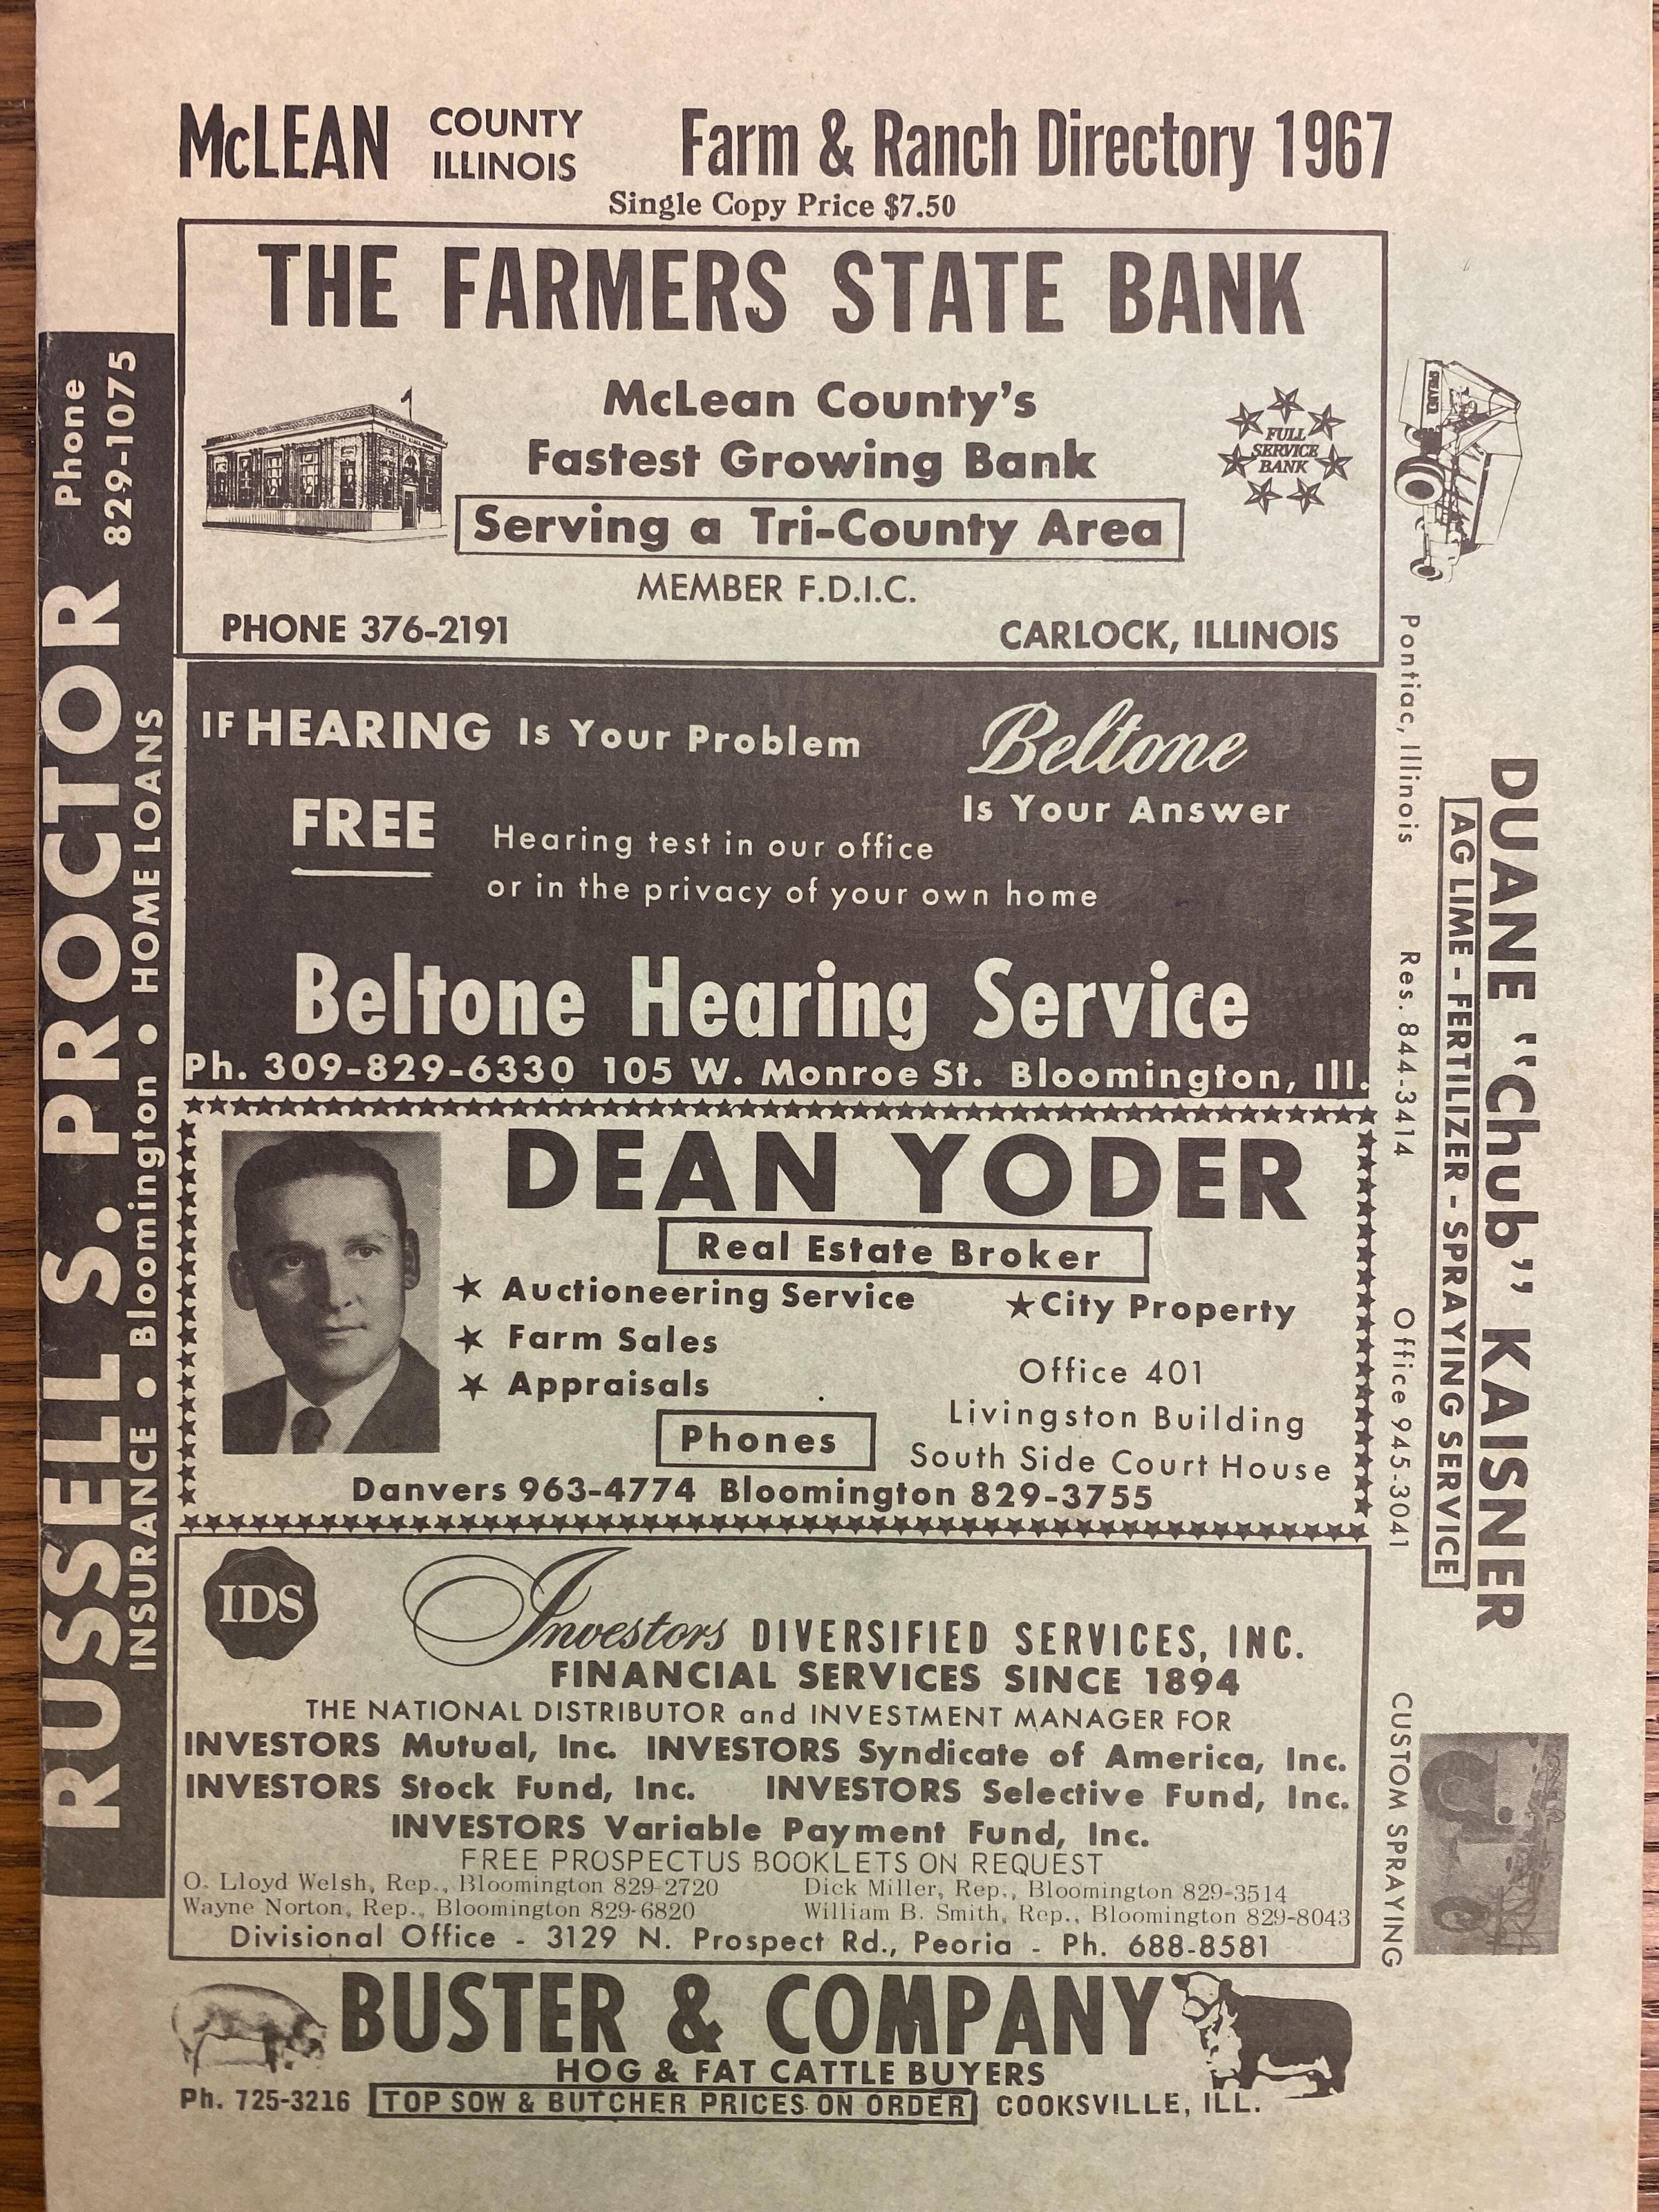 McLEAN COUNTY ILLINOIS Farm & Ranch Directory 1967
Single Copy Price $7.50
THE FARMERS STATE BANK
McLean County's
Fastest Growing Bank
Serving a Tri-County Area
FULL
SERVICE
BANK
MEMBER F.D.I.C.
PHONE 376-2191 CARLOCK, ILLINOIS
IF HEARING Is Your Problem
Beltone
Is Your Answer
FREE
Hearing test in our office
or in the privacy of your own home
Beltone Hearing Service
Ph. 309-829-6330 105 W. Monroe St. Bloomington, Ill.
DEAN YODER
Real Estate Broker
★ Auctioneering Service ★ City Property
★ Farm Sales
★ Appraisals
Office 401
Livingston Building
South Side Court House
Phones
Danvers 963-4774 Bloomington 829-3755
IDS
Investors DIVERSIFIED SERVICES, INC.
FINANCIAL SERVICES SINCE 1894
THE NATIONAL DISTRIBUTOR and INVESTMENT MANAGER FOR
INVESTORS Mutual, Inc. INVESTORS Syndicate of America, Inc.
INVESTORS Stock Fund, Inc. INVESTORS Selective Fund, Inc.
INVESTORS Variable Payment Fund, Inc.
FREE PROSPECTUS BOOKLETS ON REQUEST
O. Lloyd Welsh, Rep., Bloomington 829-2720 Dick Miller, Rep., Bloomington 829-3514
Wayne Norton, Rep., Bloomington 829-6820 William B. Smith, Rep., Bloomington 829-8043
Divisional Office - 3129 N. Prospect Rd., Peoria - Ph. 688-8581
BUSTER & COMPANY
HOG & FAT CATTLE BUYERS
Ph. 725-3216 TOP SOW & BUTCHER PRICES ON ORDER COOKSVILLE, ILL.
RUSSELL S. PROCTOR Phone
829-1075
INSURANCE • Bloomington • HOME LOANS
DUANE "Chub" KAISNER
AG LIME - FERTILIZER - SPRAYING SERVICE
Pontiac, Illinois Res. 844-3414 Office 945-3041 CUSTOM SPRAYING